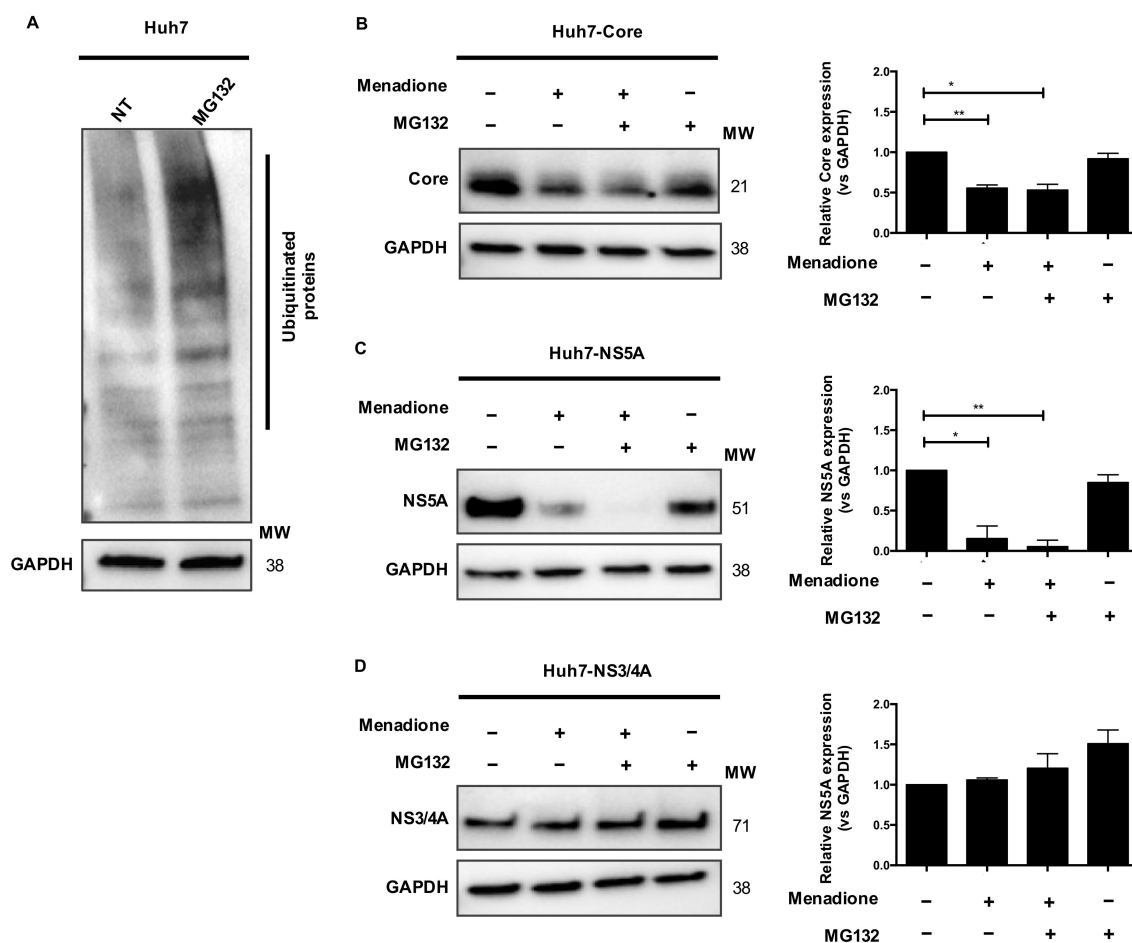 A
Huh7
NT
MG132
Ubiquitinated
proteins
MW
GAPDH
38
B
Huh7-Core
Menadione
– + + –
MG132
– – + +
MW
Core
21
GAPDH
38
Relative Core expression
(vs GAPDH)
2.0
1.5
1.0
0.5
0.0
*
**
Menadione
– + + –
MG132
– – + +
C
Huh7-NS5A
Menadione
– + + –
MG132
– – + +
MW
NS5A
51
GAPDH
38
Relative NS5A expression
(vs GAPDH)
2.0
1.5
1.0
0.5
0.0
**
*
Menadione
– + + –
MG132
– – + +
D
Huh7-NS3/4A
Menadione
– + + –
MG132
– – + +
MW
NS3/4A
71
GAPDH
38
Relative NS5A expression
(vs GAPDH)
2.0
1.5
1.0
0.5
0.0
Menadione
– + + –
MG132
– – + +